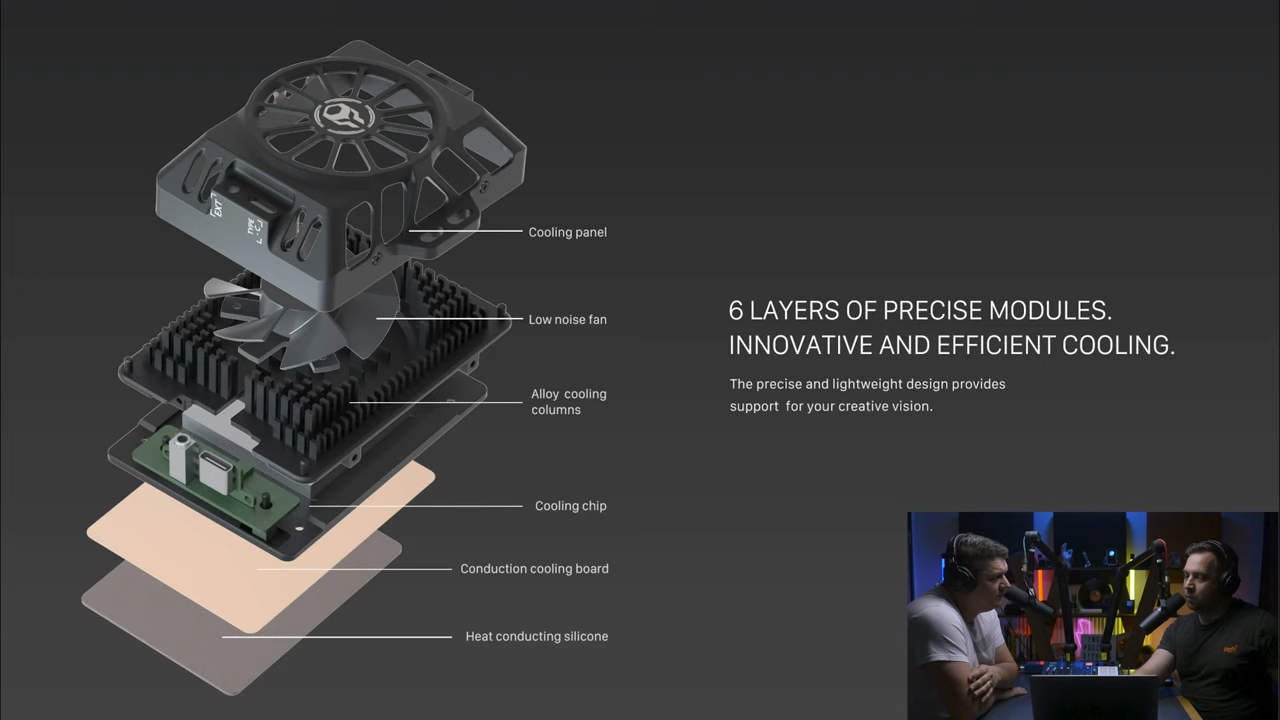 EXT
TYPE
-C
Cooling panel
Low noise fan
Alloy cooling
columns
Cooling chip
Conduction cooling board
Heat conducting silicone
6 LAYERS OF PRECISE MODULES.
INNOVATIVE AND EFFICIENT COOLING.
The precise and lightweight design provides
support for your creative vision.